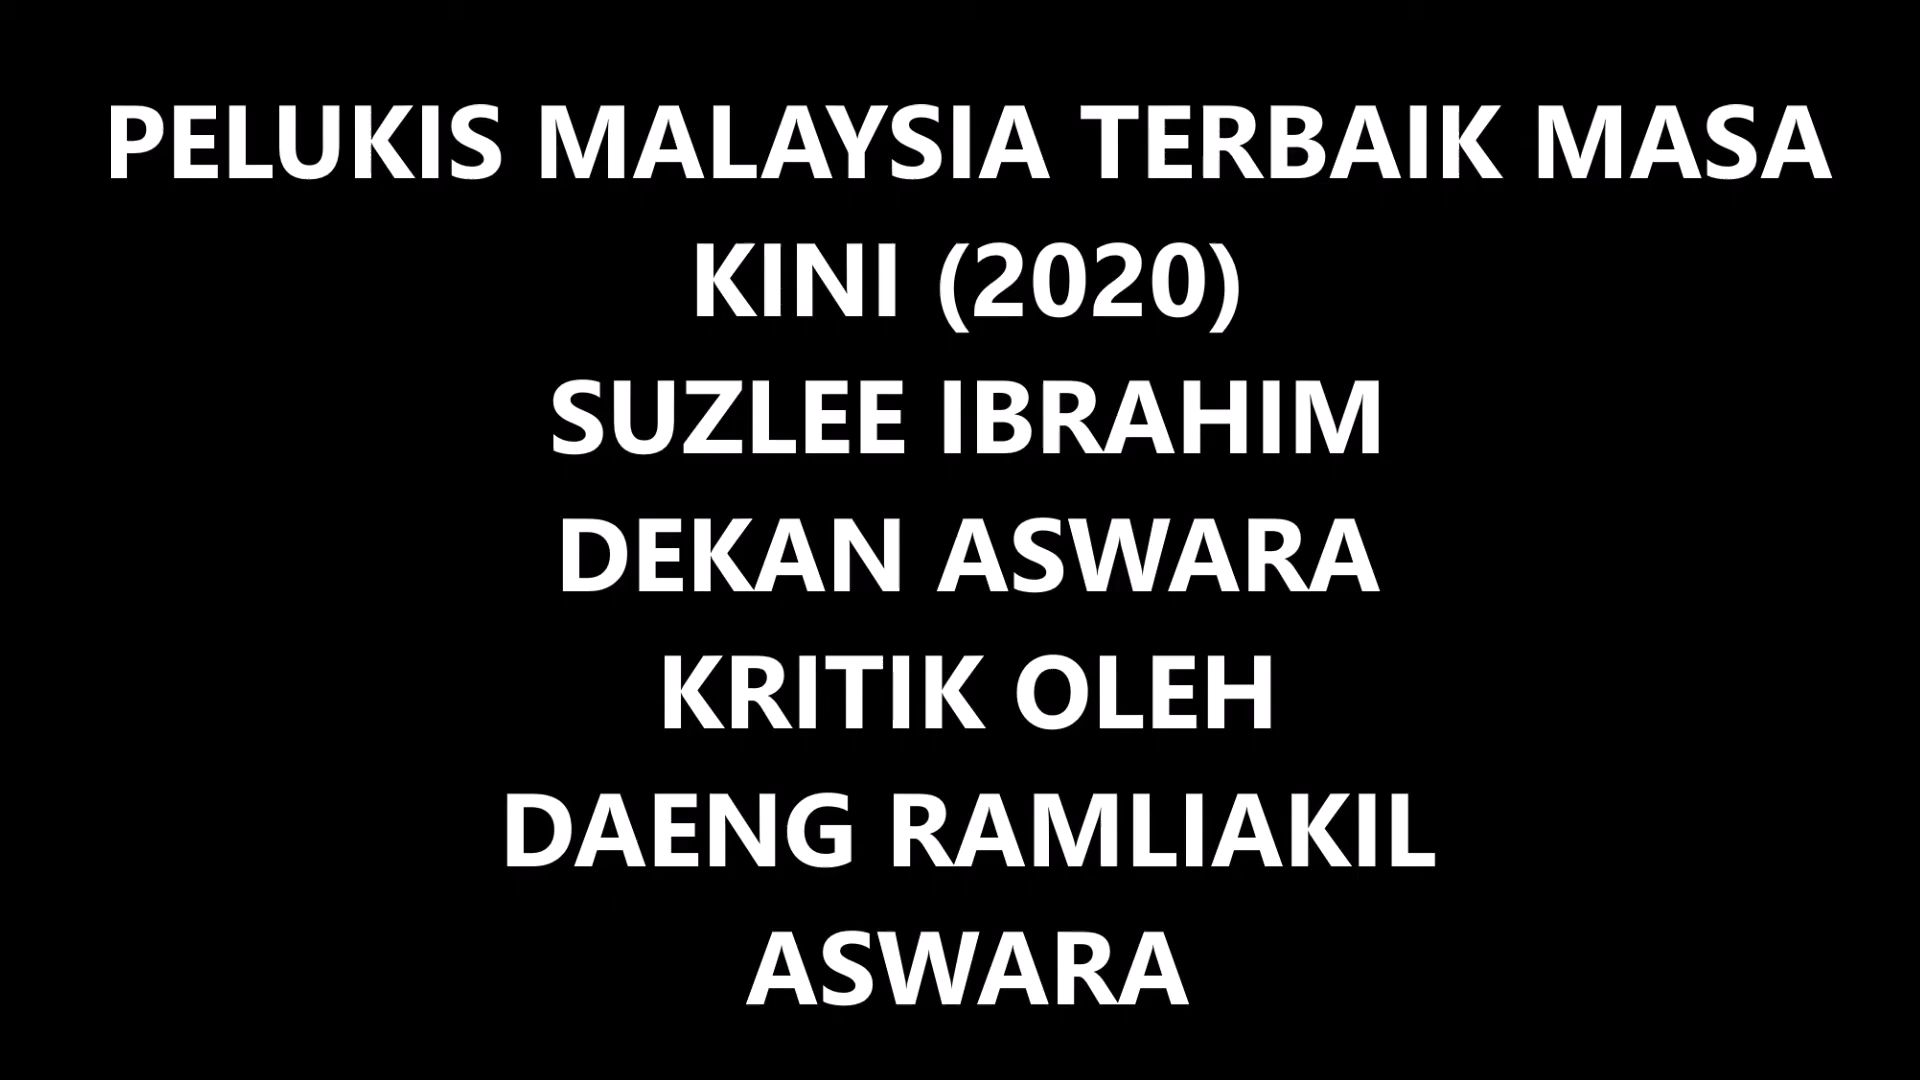 PELUKIS MALAYSIA TERBAIK MASA
KINI (2020)
SUZLEE IBRAHIM
DEKAN ASWARA
KRITIK OLEH
DAENG RAMLIAKIL
ASWARA